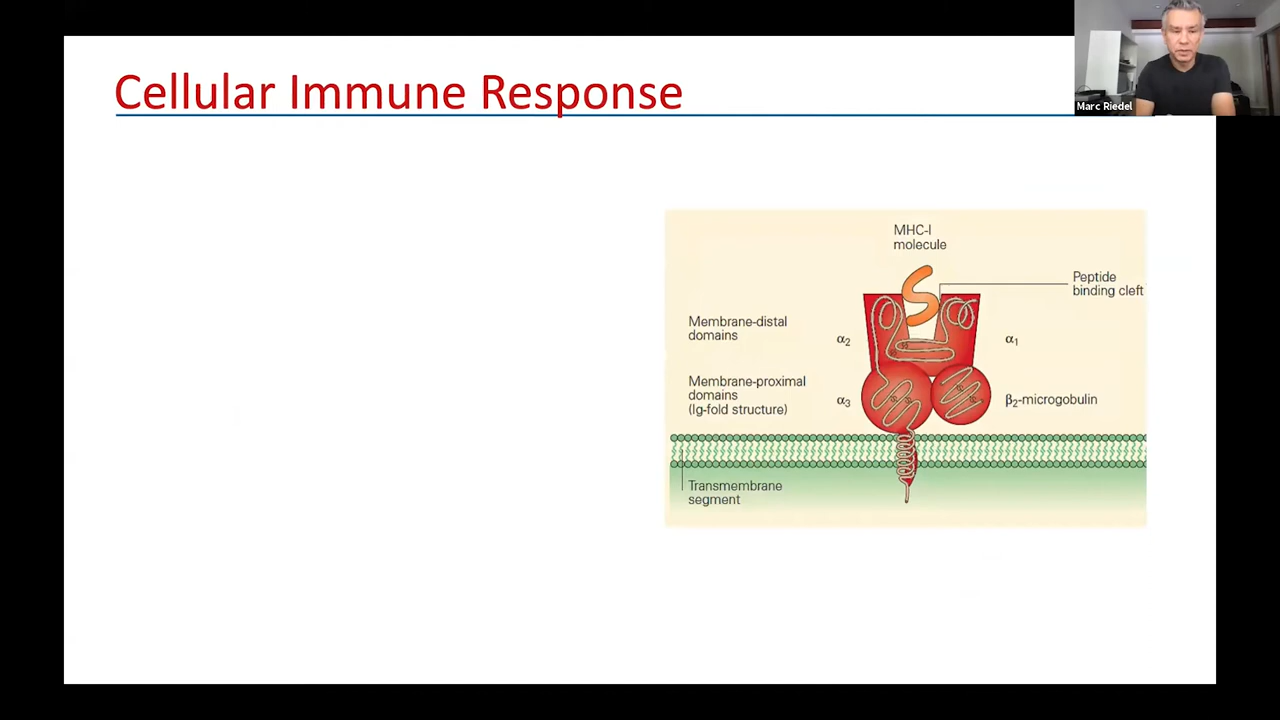 Cellular Immune Response
Marc Riedel
MHC-I
molecule
Peptide
binding cleft
Membrane-distal
domains
α2
α1
Membrane-proximal
domains
(Ig-fold structure)
α3
β2-microgobulin
Transmembrane
segment